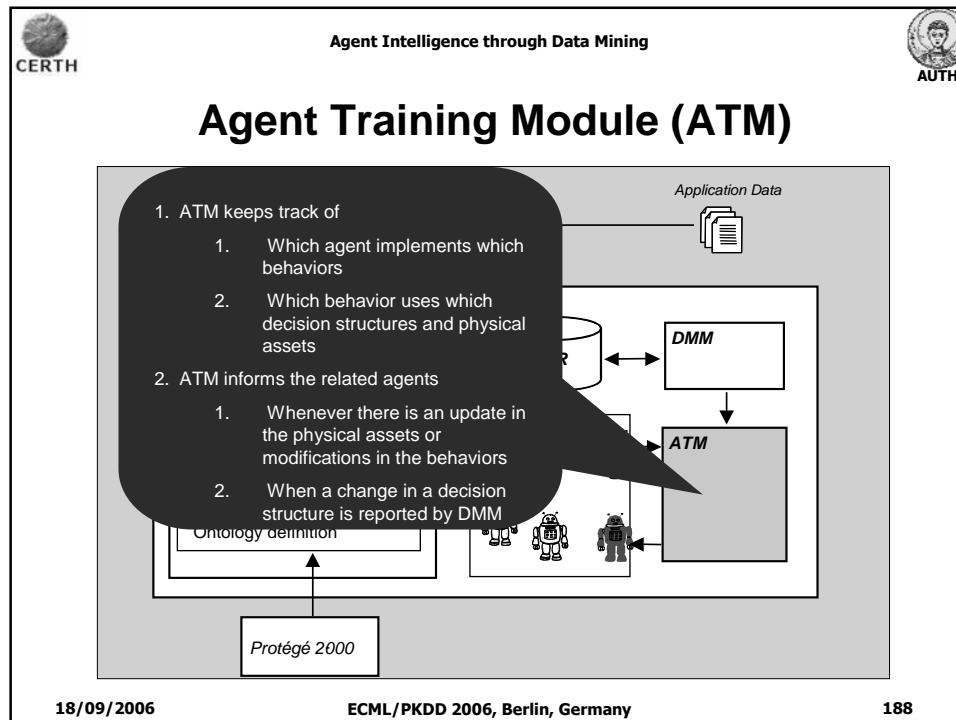 CERTH
Agent Intelligence through Data Mining
AUTH
Agent Training Module (ATM)
Application Data
1. ATM keeps track of
1. Which agent implements which
behaviors
2. Which behavior uses which
decision structures and physical
assets
2. ATM informs the related agents
1. Whenever there is an update in
the physical assets or
modifications in the behaviors
2. When a change in a decision
structure is reported by DMM
R
DMM
ATM
Ontology definition
Protégé 2000
18/09/2006
ECML/PKDD 2006, Berlin, Germany
188